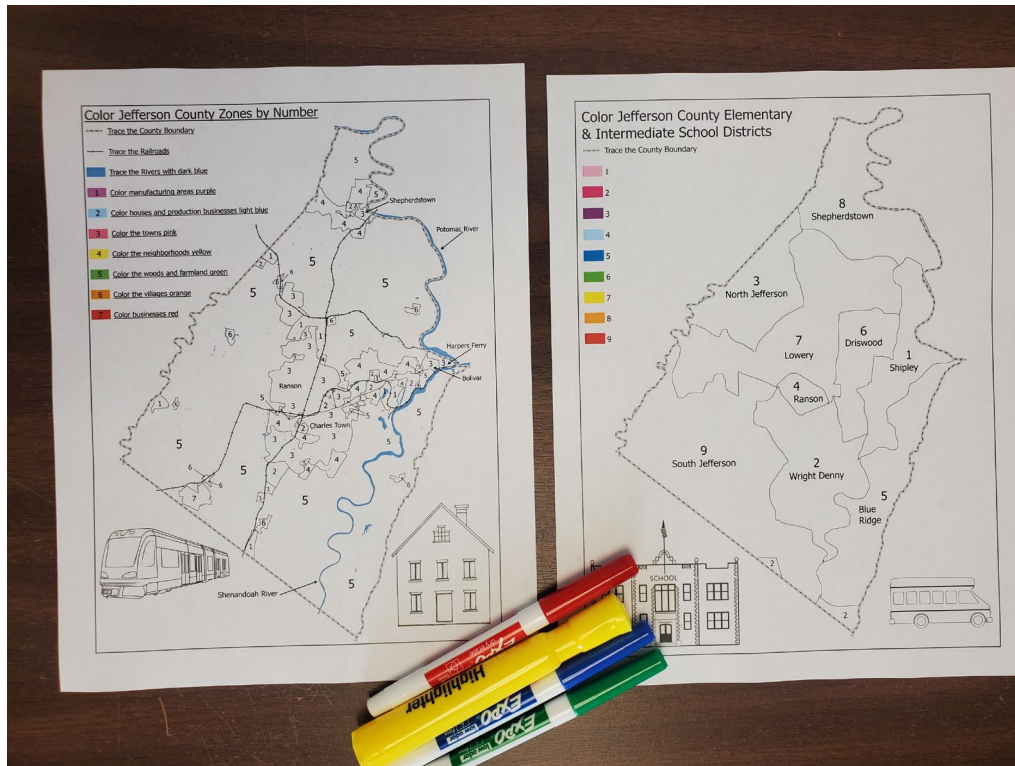 Color Jefferson County Zones by Number
Trace the County Boundary
Trace the Railroads
Trace the Rivers with dark blue
1 Color manufacturing areas purple
2 Color houses and production businesses light blue
3 Color the towns pink
4 Color the neighborhoods yellow
5 Color the woods and farmland green
6 Color the villages orange
7 Color businesses red
Shepherdstown
Potomac River
Harpers Ferry
Bolivar
Ranson
Charles Town
Shenandoah River
Color Jefferson County Elementary
& Intermediate School Districts
Trace the County Boundary
1
2
3
4
5
6
7
8
9
8
Shepherdstown
3
North Jefferson
6
Driswood
7
Lowery
1
Shipley
4
Ranson
9
South Jefferson
2
Wright Denny
5
Blue
Ridge
2
2
SCHOOL
EXPO
Highlighter
EXPO low odor
EXPO low odor